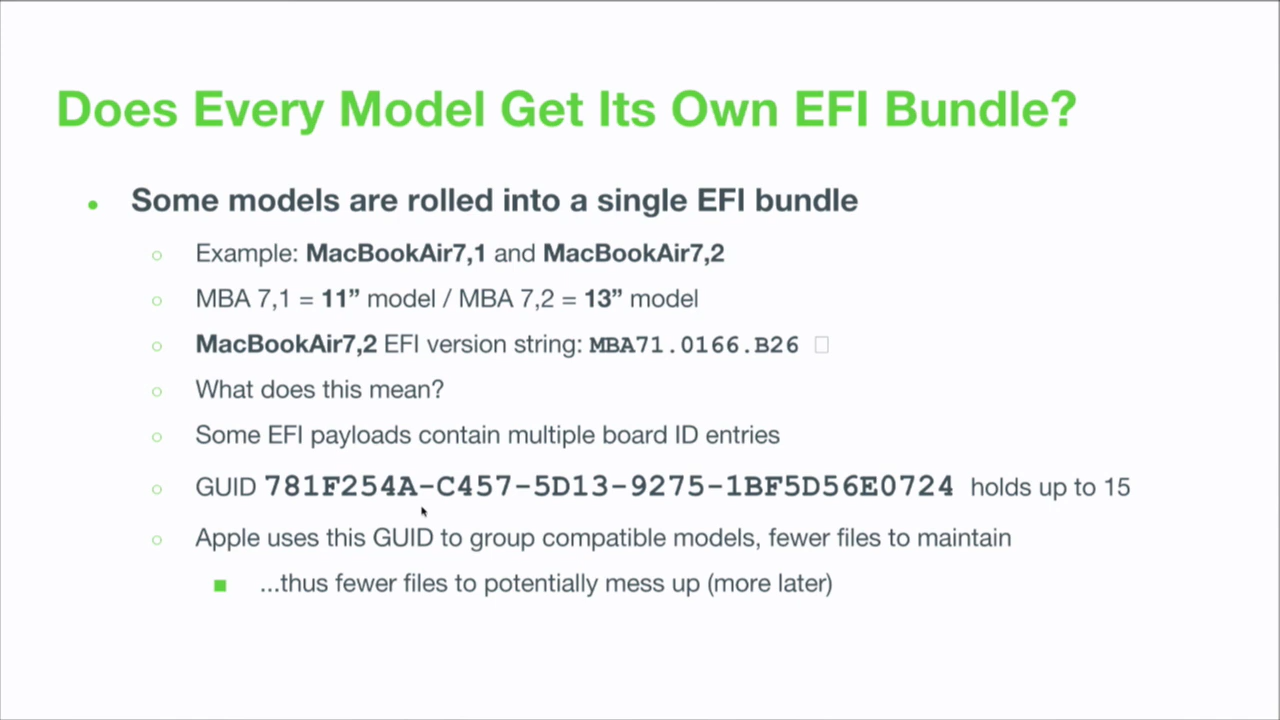 Does Every Model Get Its Own EFI Bundle?
Some models are rolled into a single EFI bundle
Example: MacBookAir7,1 and MacBookAir7,2
MBA 7,1 = 11” model / MBA 7,2 = 13” model
MacBookAir7,2 EFI version string: MBA71.0166.B26
What does this mean?
Some EFI payloads contain multiple board ID entries
GUID 781F254A-C457-5D13-9275-1BF5D56E0724 holds up to 15
Apple uses this GUID to group compatible models, fewer files to maintain
...thus fewer files to potentially mess up (more later)